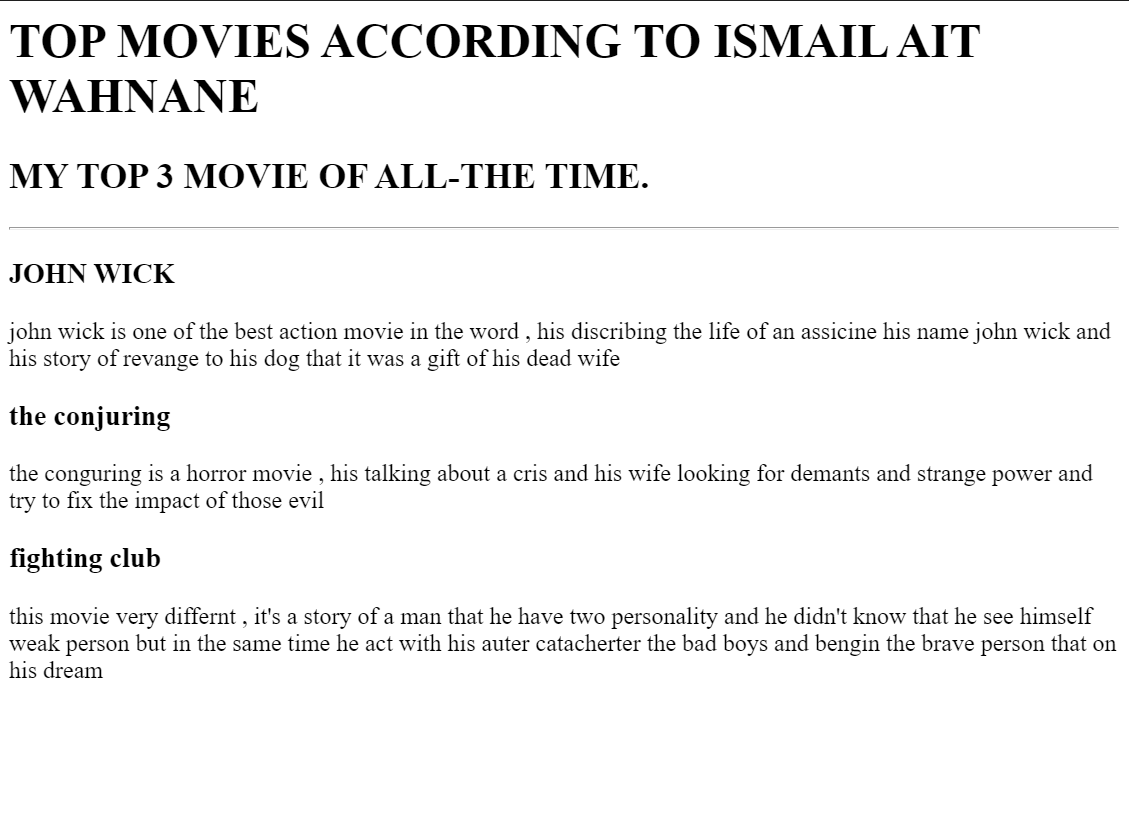 TOP MOVIES ACCORDING TO ISMAIL AIT
WAHNANE
MY TOP 3 MOVIE OF ALL-THE TIME.
JOHN WICK
john wick is one of the best action movie in the word , his discribing the life of an assicine his name john wick and
his story of revange to his dog that it was a gift of his dead wife
the conjuring
the conguring is a horror movie , his talking about a cris and his wife looking for demants and strange power and
try to fix the impact of those evil
fighting club
this movie very differnt , it's a story of a man that he have two personality and he didn't know that he see himself
weak person but in the same time he act with his auter catacherter the bad boys and bengin the brave person that on
his dream